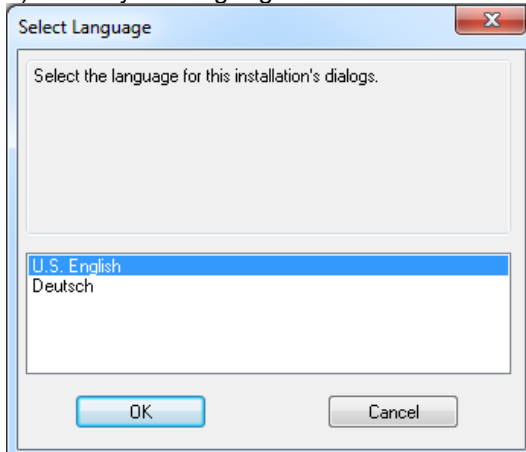 Select Language
Select the language for this installation's dialogs.
U.S. English
Deutsch
OK
Cancel